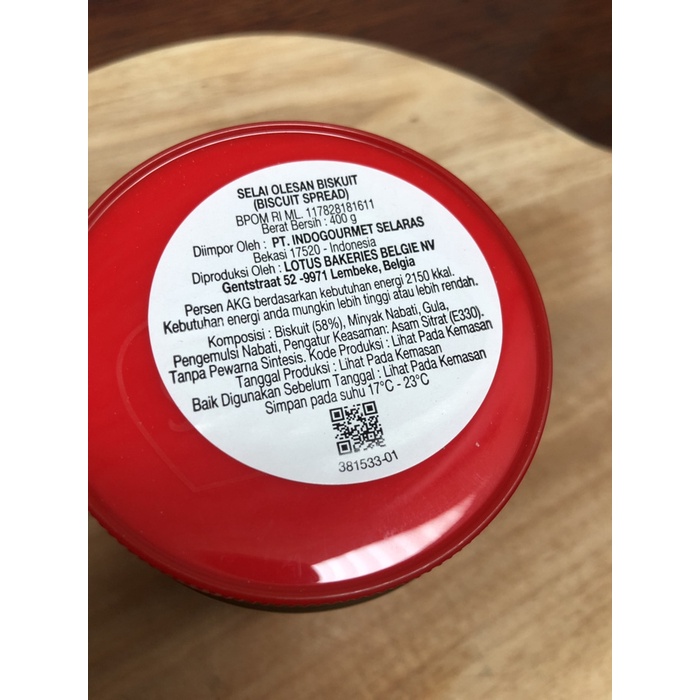 SELAI OLESAN BISKUIT
(BISCUIT SPREAD)
BPOM RI ML. 117828181611
Berat Bersih : 400 g
Diimpor Oleh : PT. INDOGOURMET SELARAS
Bekasi 17520 - Indonesia
Diproduksi Oleh : LOTUS BAKERIES BELGIE NV
Gentstraat 52 -9971 Lembeke, Belgia
Persen AKG berdasarkan kebutuhan energi 2150 kkal.
Kebutuhan energi anda mungkin lebih tinggi atau lebih rendah.
Komposisi : Biskuit (58%), Minyak Nabati, Gula,
Pengemulsi Nabati, Pengatur Keasaman: Asam Sitrat (E330).
Tanpa Pewarna Sintesis. Kode Produksi : Lihat Pada Kemasan
Tanggal Produksi : Lihat Pada Kemasan
Baik Digunakan Sebelum Tanggal : Lihat Pada Kemasan
Simpan pada suhu 17°C - 23°C
381533-01